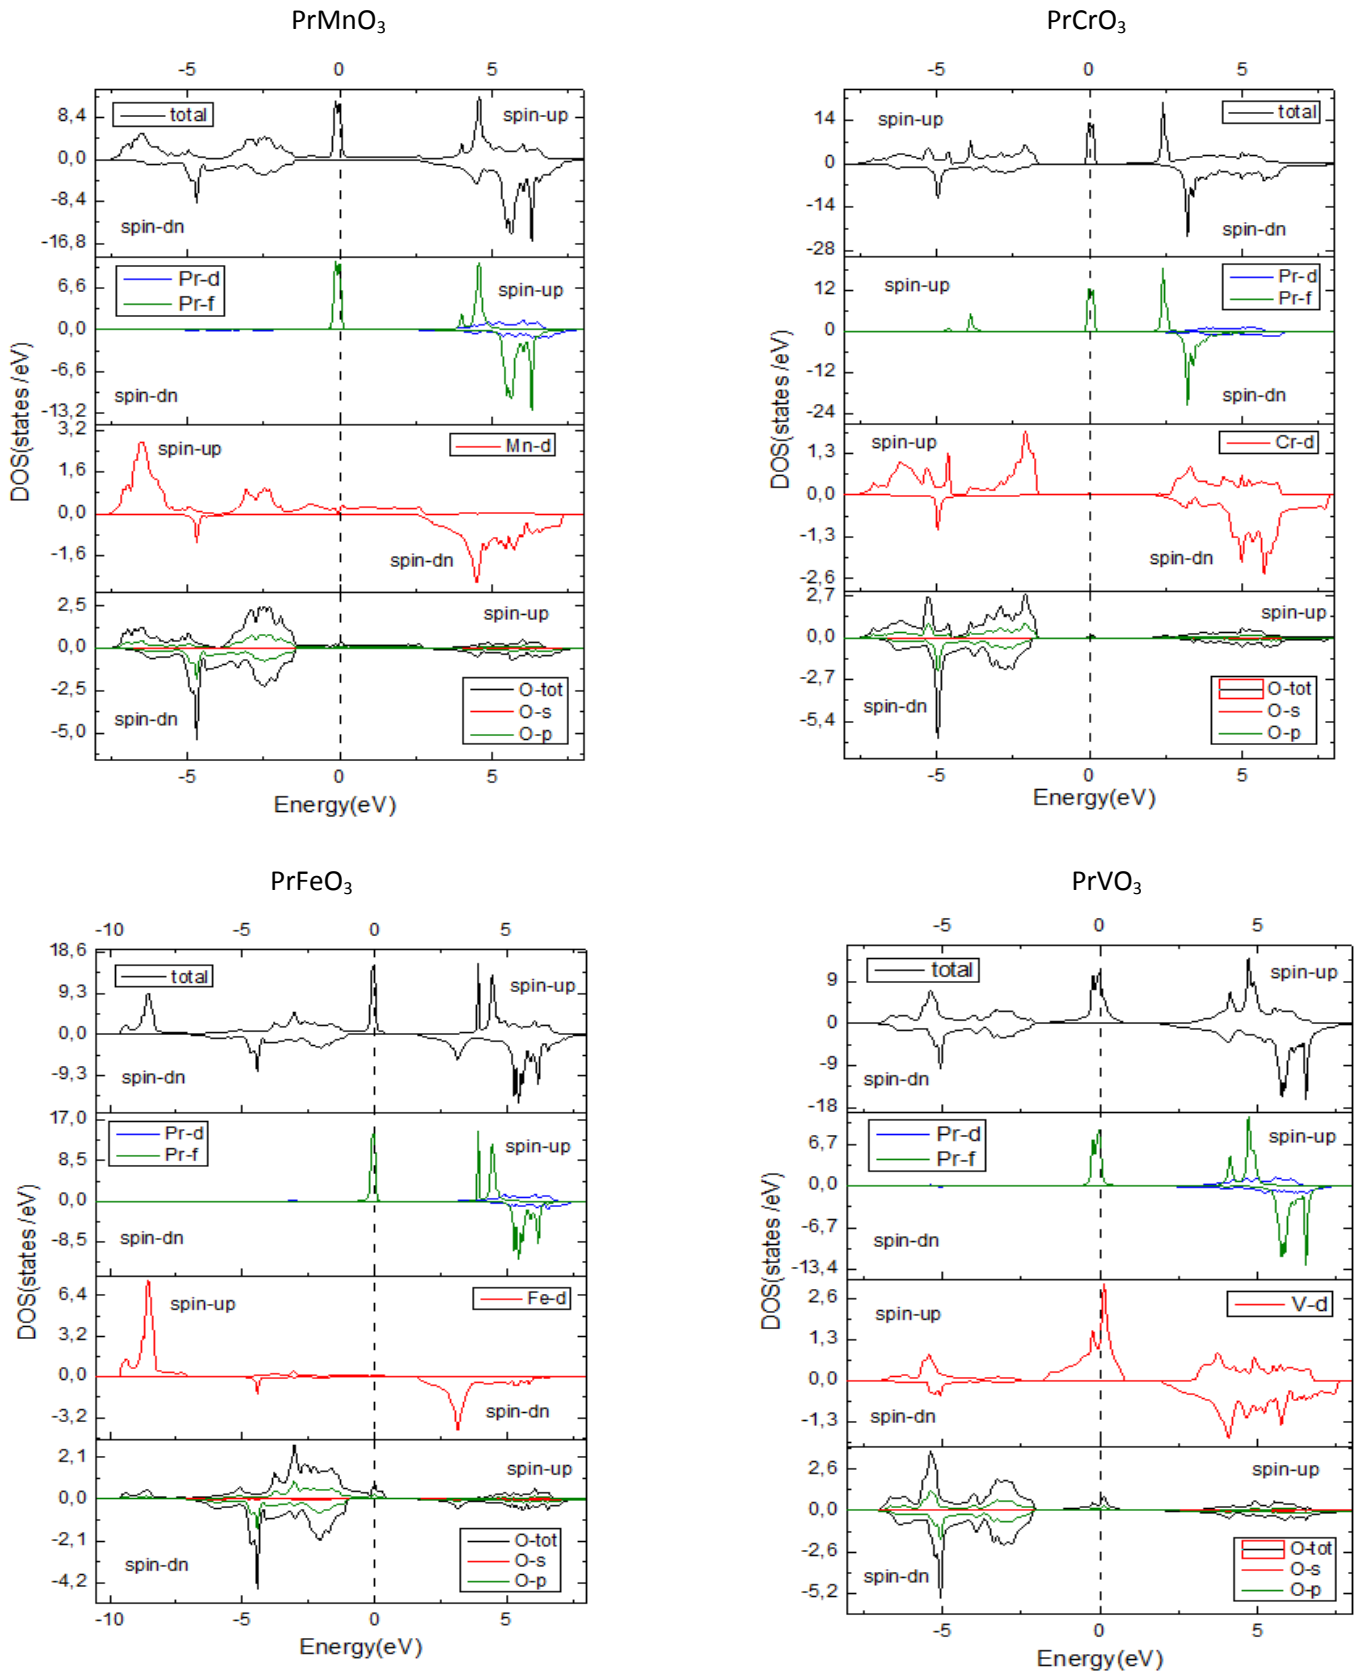 PrMnO3
-5 0 5
8,4
0,0
-8,4
-16,8
total
spin-up
spin-dn
6,6
0,0
-6,6
-13,2
Pr-d
Pr-f
spin-up
spin-dn
3,2
1,6
0,0
-1,6
spin-up
Mn-d
spin-dn
2,5
0,0
-2,5
-5,0
spin-up
spin-dn
O-tot
O-s
O-p
-5 0 5
Energy(eV)
DOS(states /eV)
PrCrO3
-5 0 5
14
0
-14
-28
spin-up
total
spin-dn
12
0
-12
-24
spin-up
Pr-d
Pr-f
spin-dn
1,3
0,0
-1,3
-2,6
spin-up
Cr-d
spin-dn
2,7
0,0
-2,7
-5,4
spin-up
spin-dn
O-tot
O-s
O-p
-5 0 5
Energy(eV)
DOS(states /eV)
PrFeO3
-10 -5 0 5
18,6
9,3
0,0
-9,3
total
spin-up
spin-dn
17,0
8,5
0,0
-8,5
Pr-d
Pr-f
spin-up
spin-dn
6,4
3,2
0,0
-3,2
spin-up
Fe-d
spin-dn
2,1
0,0
-2,1
-4,2
spin-up
spin-dn
O-tot
O-s
O-p
-10 -5 0 5
Energy(eV)
DOS(states /eV)
PrVO3
-5 0 5
9
0
-9
-18
total
spin-up
spin-dn
6,7
0,0
-6,7
-13,4
Pr-d
Pr-f
spin-up
spin-dn
2,6
1,3
0,0
-1,3
spin-up
V-d
spin-dn
2,6
0,0
-2,6
-5,2
spin-up
spin-dn
O-tot
O-s
O-p
-5 0 5
Energy(eV)
DOS(states /eV)